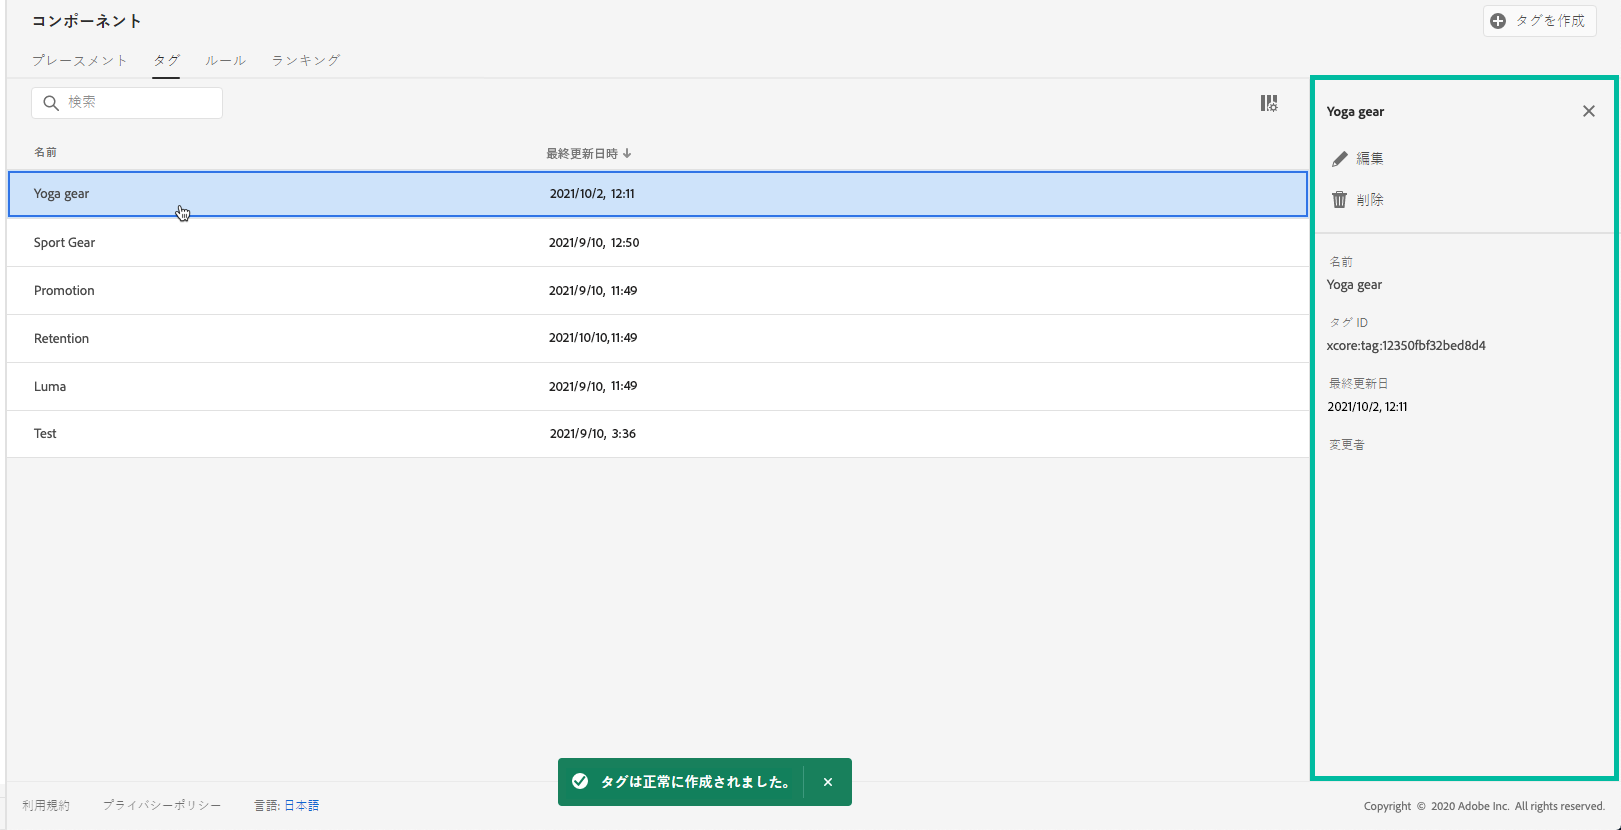 コンポーネント
タグを作成
プレースメント タグ ルール ランキング
検索
名前 最終更新日時
Yoga gear 2021/10/2, 12:11
Sport Gear 2021/9/10, 12:50
Promotion 2021/9/10, 11:49
Retention 2021/10/10,11:49
Luma 2021/9/10, 11:49
Test 2021/9/10, 3:36
Yoga gear
編集
削除
名前
Yoga gear
タグ ID
xcore:tag:12350fbf32bed8d4
最終更新日
2021/10/2, 12:11
変更者
タグは正常に作成されました。
利用規約 プライバシーポリシー 言語: 日本語
Copyright © 2020 Adobe Inc. All rights reserved.